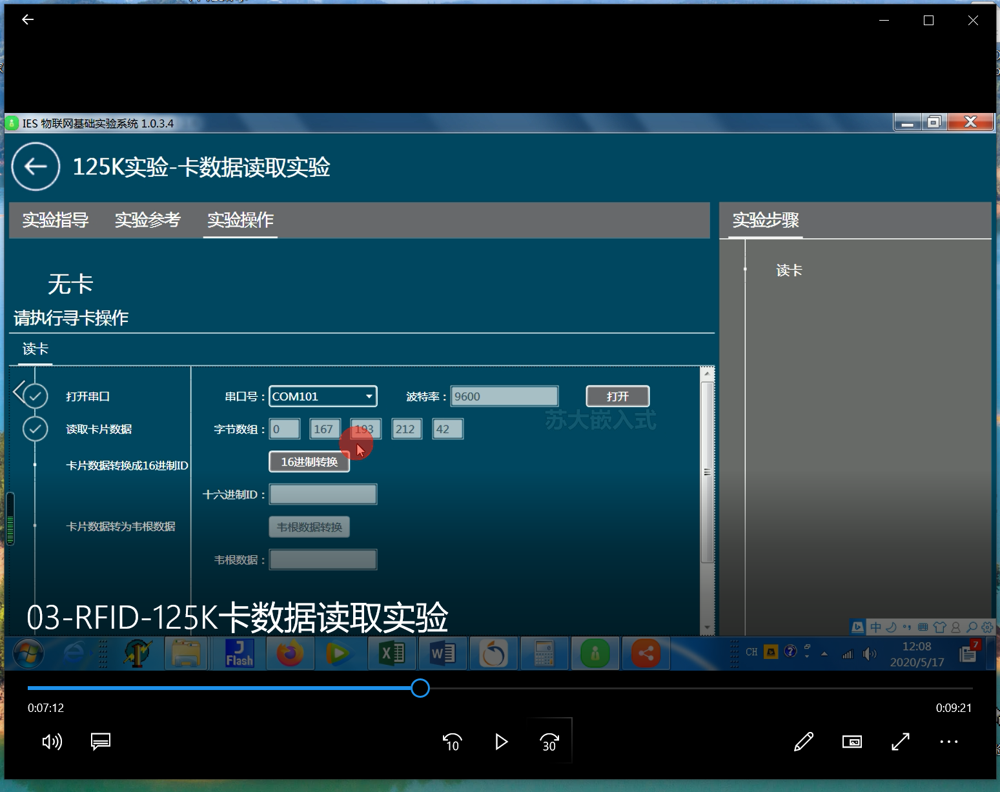 IES 物联网基础实验系统 1.0.3.4
125K实验-卡数据读取实验
实验指导 实验参考 实验操作
实验步骤
读卡
无卡
请执行寻卡操作
读卡
打开串口
串口号： COM101 波特率： 9600 打开
苏大嵌入式
读取卡片数据
字节数组： 0 167 193 212 42
卡片数据转换成16进制ID
16进制转换
十六进制ID：
卡片数据转为韦根数据
韦根数据转换
韦根数据：
03-RFID-125K卡数据读取实验
中
J
Flash
CH
12:08
2020/5/17
7
0:07:12
0:09:21
10
30